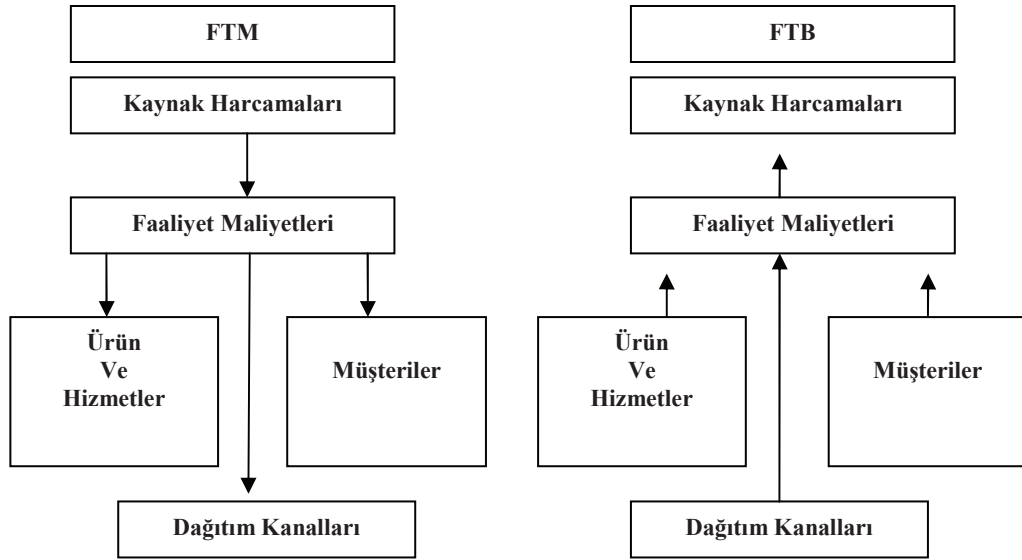 FTM
Kaynak Harcamaları
Faaliyet Maliyetleri
Ürün
Ve
Hizmetler
Müşteriler
Dağıtım Kanalları
FTB
Kaynak Harcamaları
Faaliyet Maliyetleri
Ürün
Ve
Hizmetler
Müşteriler
Dağıtım Kanalları